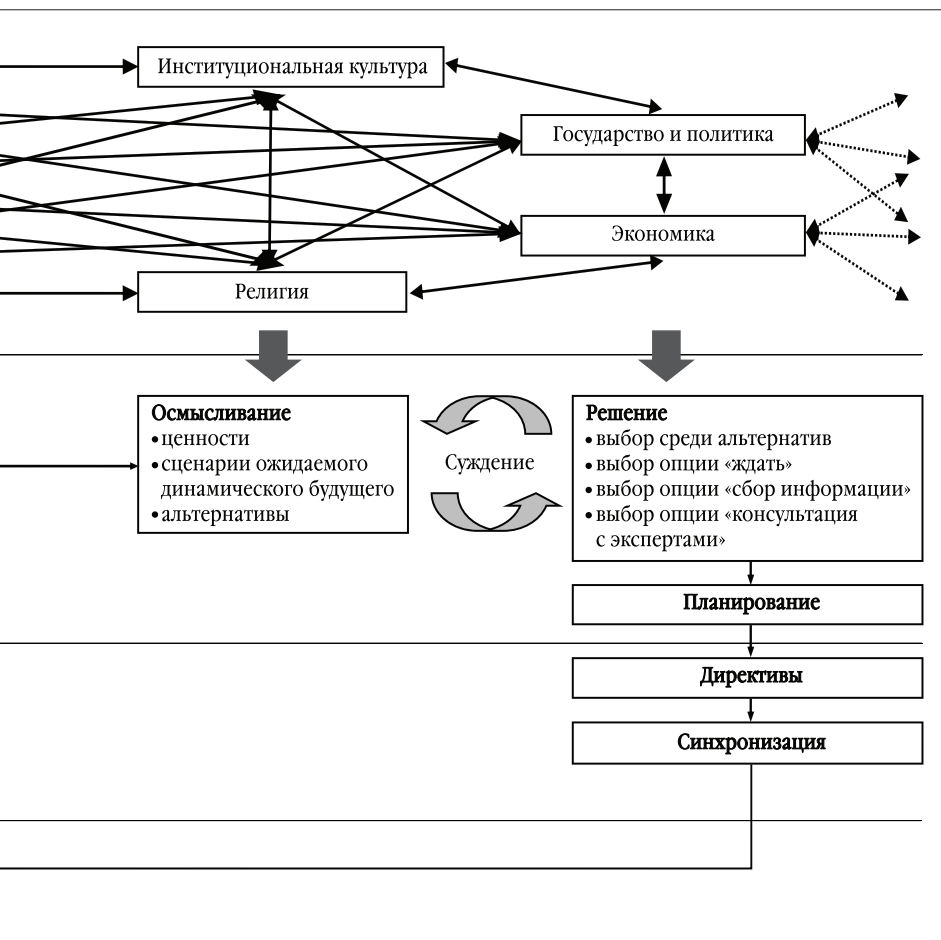 Институциональная культура
Государство и политика
Экономика
Религия
Осмысливание
•ценности
•сценарии ожидаемого
динамического будущего
•альтернативы
Суждение
Решение
•выбор среди альтернатив
•выбор опции «ждать»
•выбор опции «сбор информации»
•выбор опции «консультация
с экспертами»
Планирование
Директивы
Синхронизация